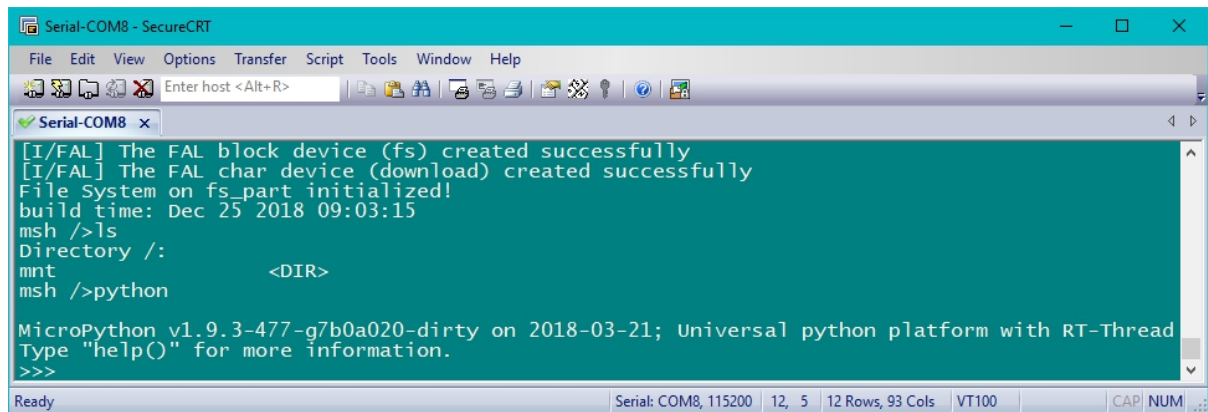 Serial-COM8 - SecureCRT
File Edit View Options Transfer Script Tools Window Help
Enter host <Alt+R>
Serial-COM8
[I/FAL] The FAL block device (fs) created successfully
[I/FAL] The FAL char device (download) created successfully
File System on fs_part initialized!
build time: Dec 25 2018 09:03:15
msh />ls
Directory /:
mnt                 <DIR>
msh />python
MicroPython v1.9.3-477-g7b0a020-dirty on 2018-03-21; Universal python platform with RT-Thread
Type "help()" for more information.
>>>
Ready Serial: COM8, 115200 12, 5 12 Rows, 93 Cols VT100 CAP NUM